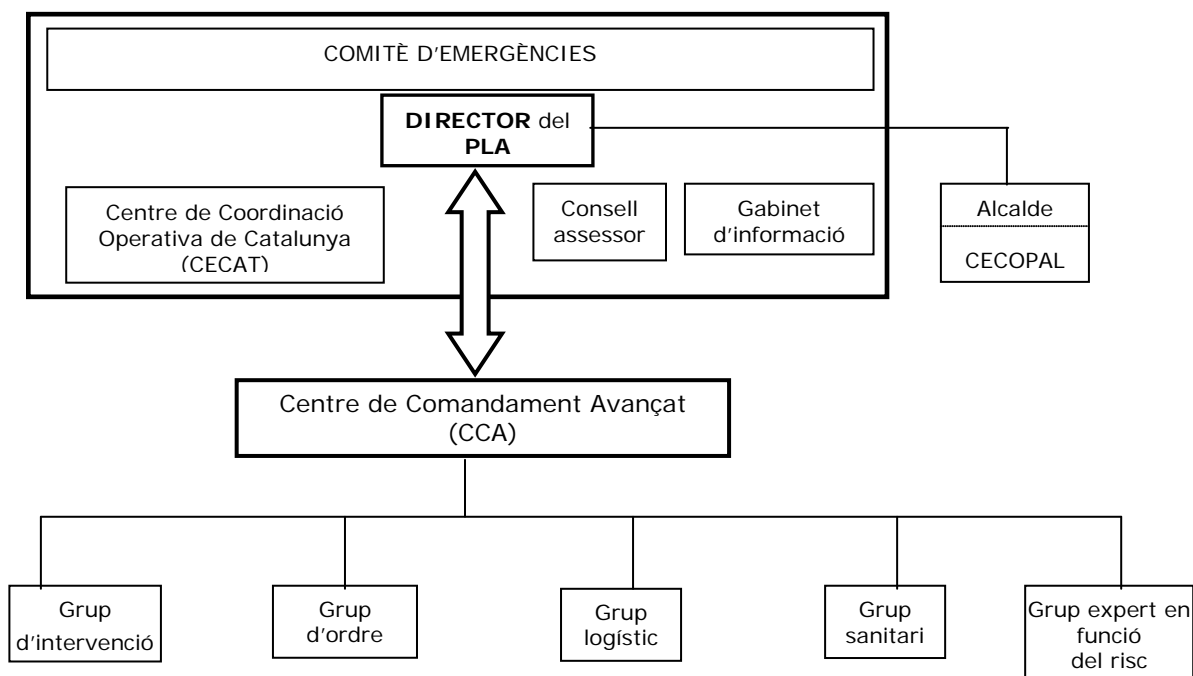 COMITÈ D'EMERGÈNCIES
DIRECTOR del
PLA
Centre de Coordinació
Operativa de Catalunya
(CECAT)
Consell
assessor
Gabinet
d'informació
Alcalde
CECOPAL
Centre de Comandament Avançat
(CCA)
Grup
d'intervenció
Grup
d'ordre
Grup
logístic
Grup
sanitari
Grup expert en
funció
del risc